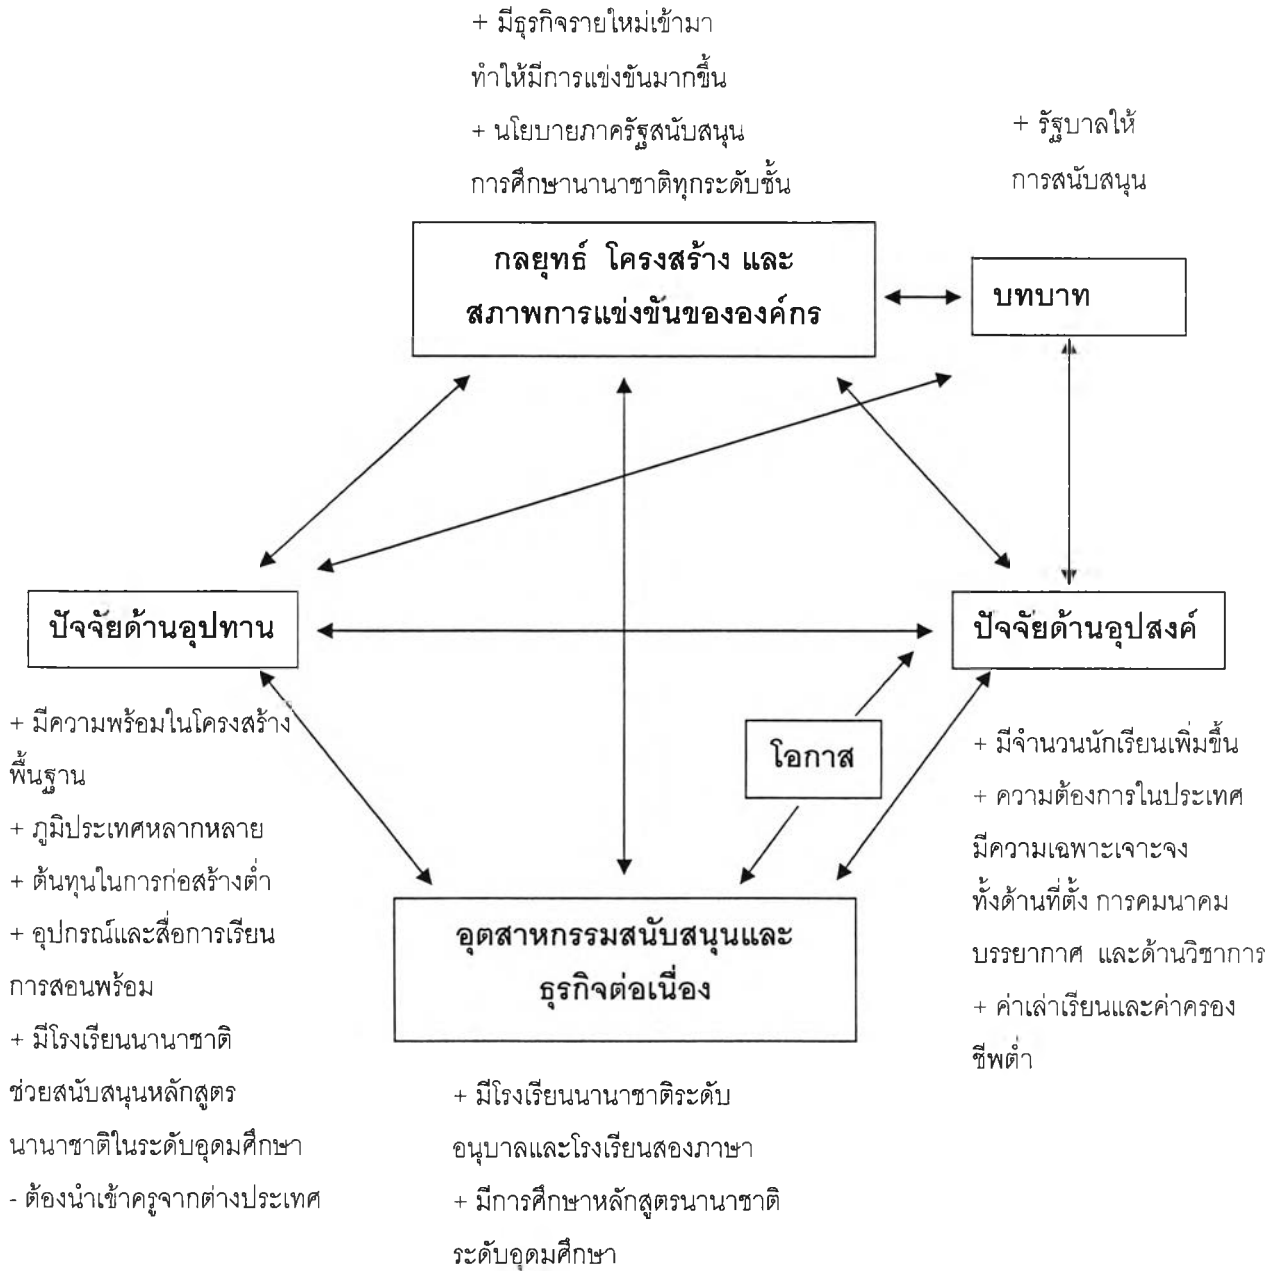 + มีธุรกิจรายใหม่เข้ามา
ทำให้มีการแข่งขันมากขึ้น
+ นโยบายภาครัฐสนับสนุน
การศึกษานานาชาติทุกระดับชั้น
+ รัฐบาลให้
การสนับสนุน
กลยุทธ์ โครงสร้าง และ
สภาพการแข่งขันขององค์กร
บทบาท
ปัจจัยด้านอุปทาน
ปัจจัยด้านอุปสงค์
+ มีความพร้อมในโครงสร้าง
พื้นฐาน
+ ภูมิประเทศหลากหลาย
+ ต้นทุนในการก่อสร้างต่ำ
+ อุปกรณ์และสื่อการเรียน
การสอนพร้อม
+ มีโรงเรียนนานาชาติ
ช่วยสนับสนุนหลักสูตร
นานาชาติในระดับอุดมศึกษา
- ต้องนำเข้าครูจากต่างประเทศ
โอกาส
+ มีจำนวนนักเรียนเพิ่มขึ้น
+ ความต้องการในประเทศ
มีความเฉพาะเจาะจง
ทั้งด้านที่ตั้ง การคมนาคม
บรรยากาศ และด้านวิชาการ
+ ค่าเล่าเรียนและค่าครอง
ชีพต่ำ
อุตสาหกรรมสนับสนุนและ
ธุรกิจต่อเนื่อง
+ มีโรงเรียนนานาชาติระดับ
อนุบาลและโรงเรียนสองภาษา
+ มีการศึกษาหลักสูตรนานาชาติ
ระดับอุดมศึกษา